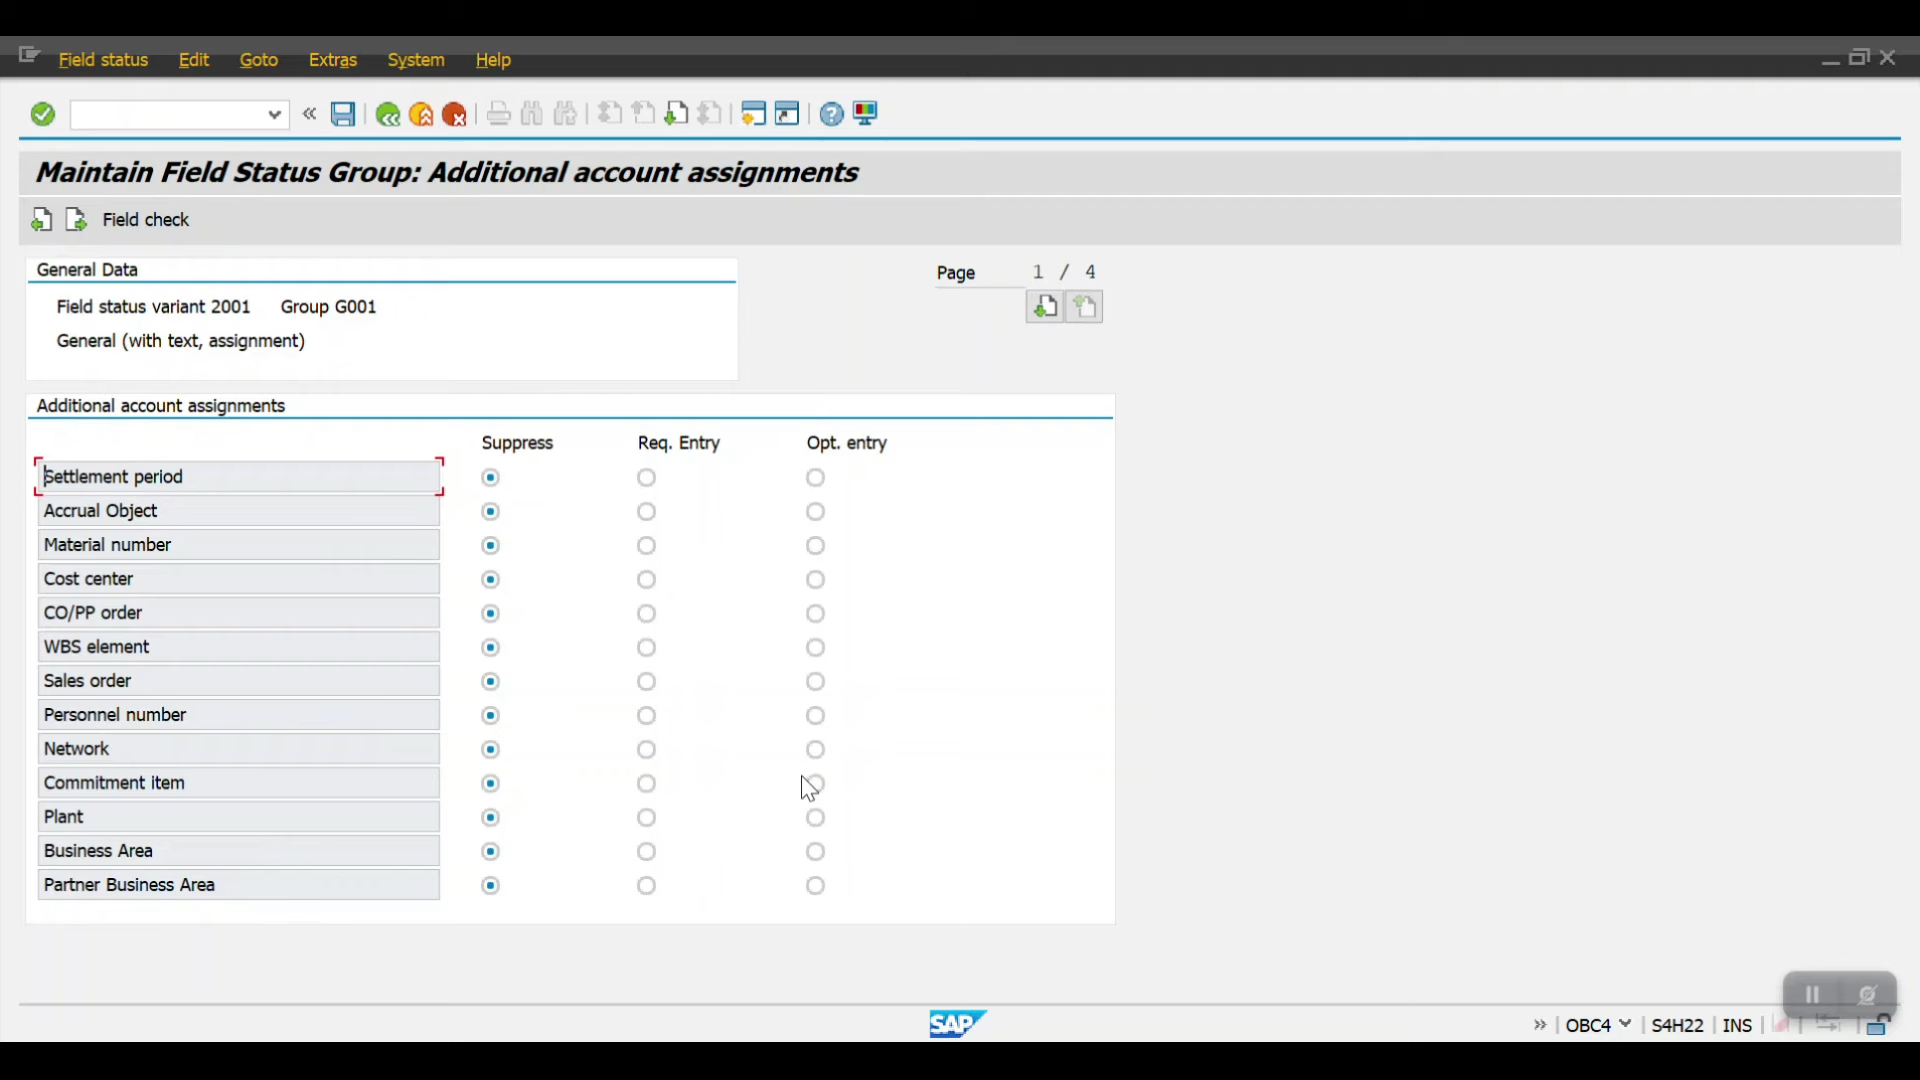 Field status Edit Goto Extras System Help
Maintain Field Status Group: Additional account assignments
Field check
General Data
Page 1 / 4
Field status variant 2001 Group G001
General (with text, assignment)
Additional account assignments
Suppress Req. Entry Opt. entry
Settlement period
Accrual Object
Material number
Cost center
CO/PP order
WBS element
Sales order
Personnel number
Network
Commitment item
Plant
Business Area
Partner Business Area
SAP
OBC4 S4H22 INS